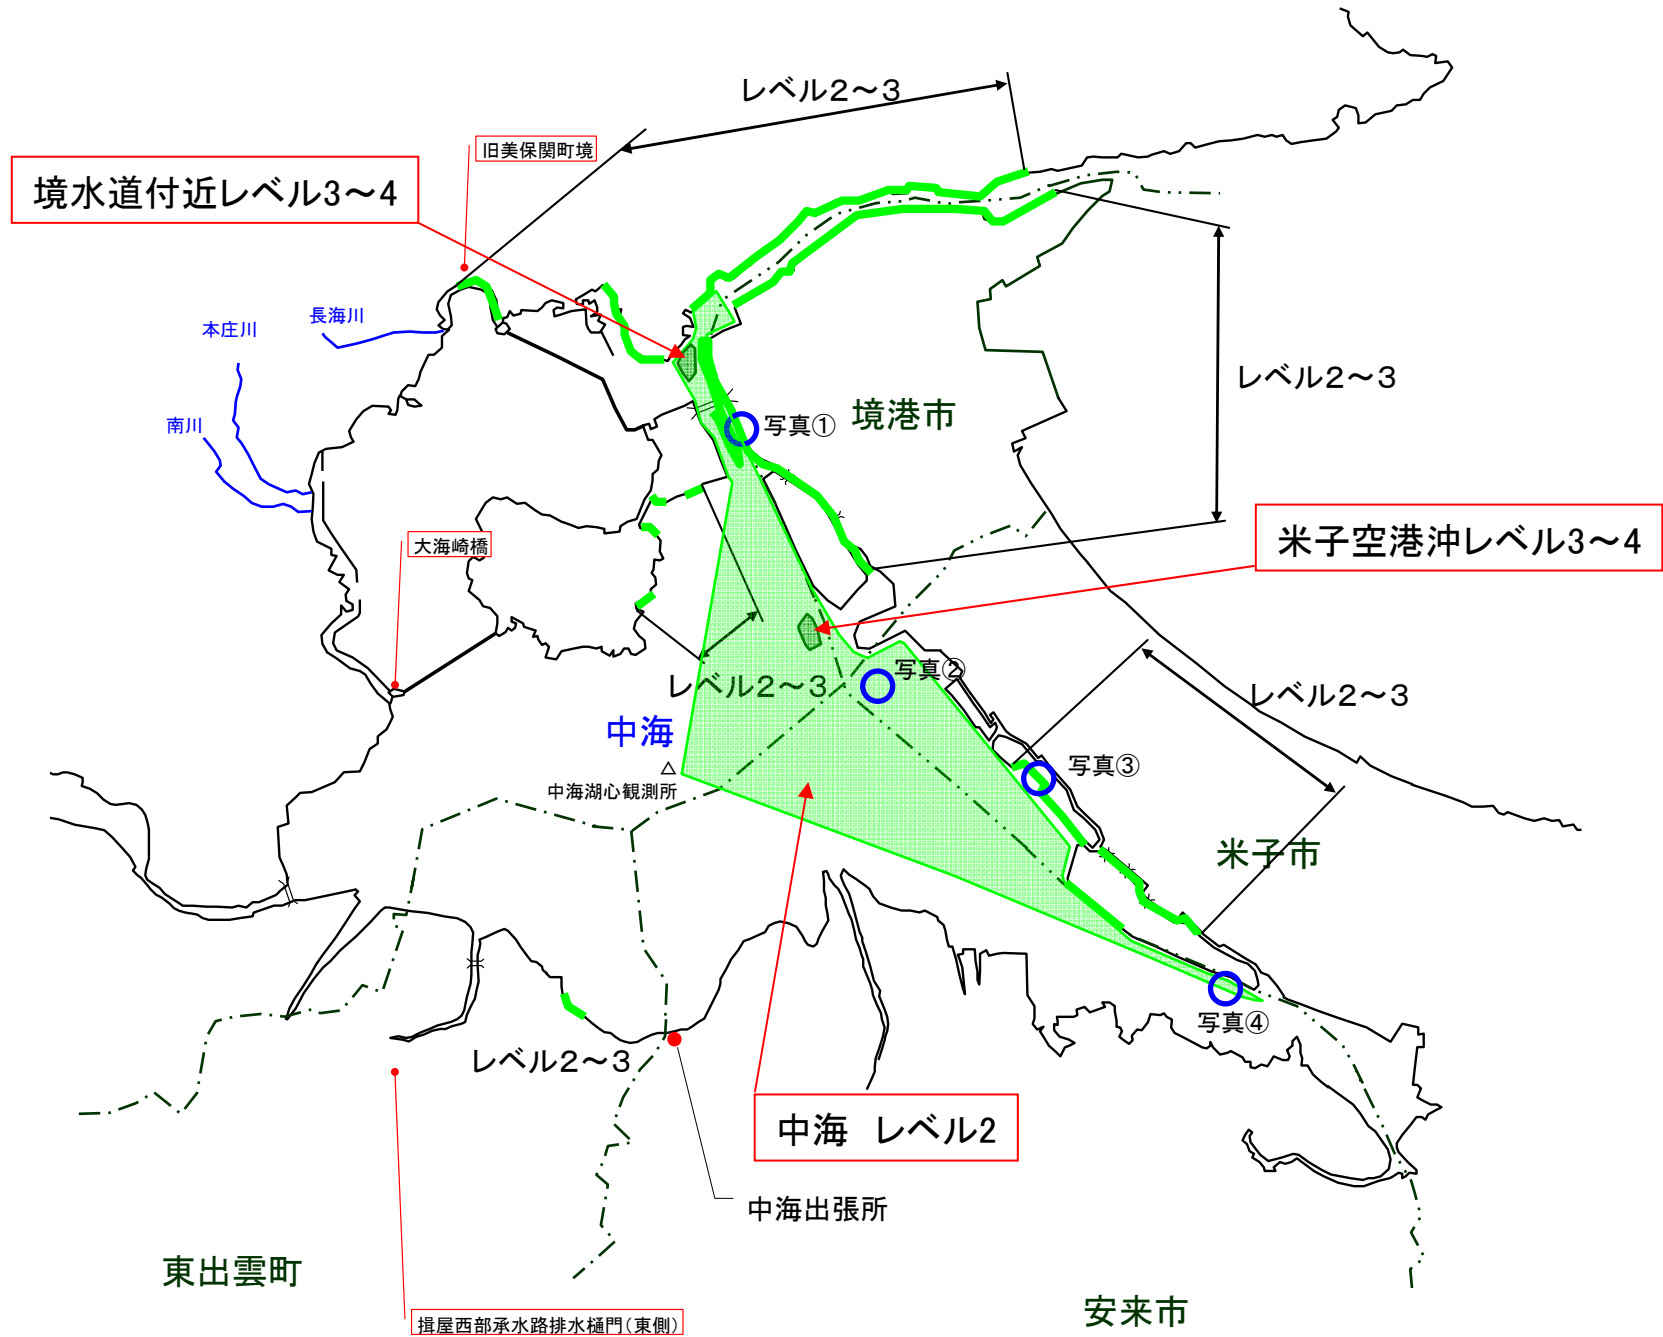 レベル2~3
旧美保関町境
境水道付近レベル3~4
長海川
本庄川
南川
レベル2~3
写真①
境港市
大海崎橋
米子空港沖レベル3~4
写真②
レベル2~3
レベル2~3
中海
写真③
中海湖心観測所
米子市
写真④
レベル2~3
中海 レベル2
中海出張所
東出雲町
安来市
揖屋西部承水路排水樋門(東側)